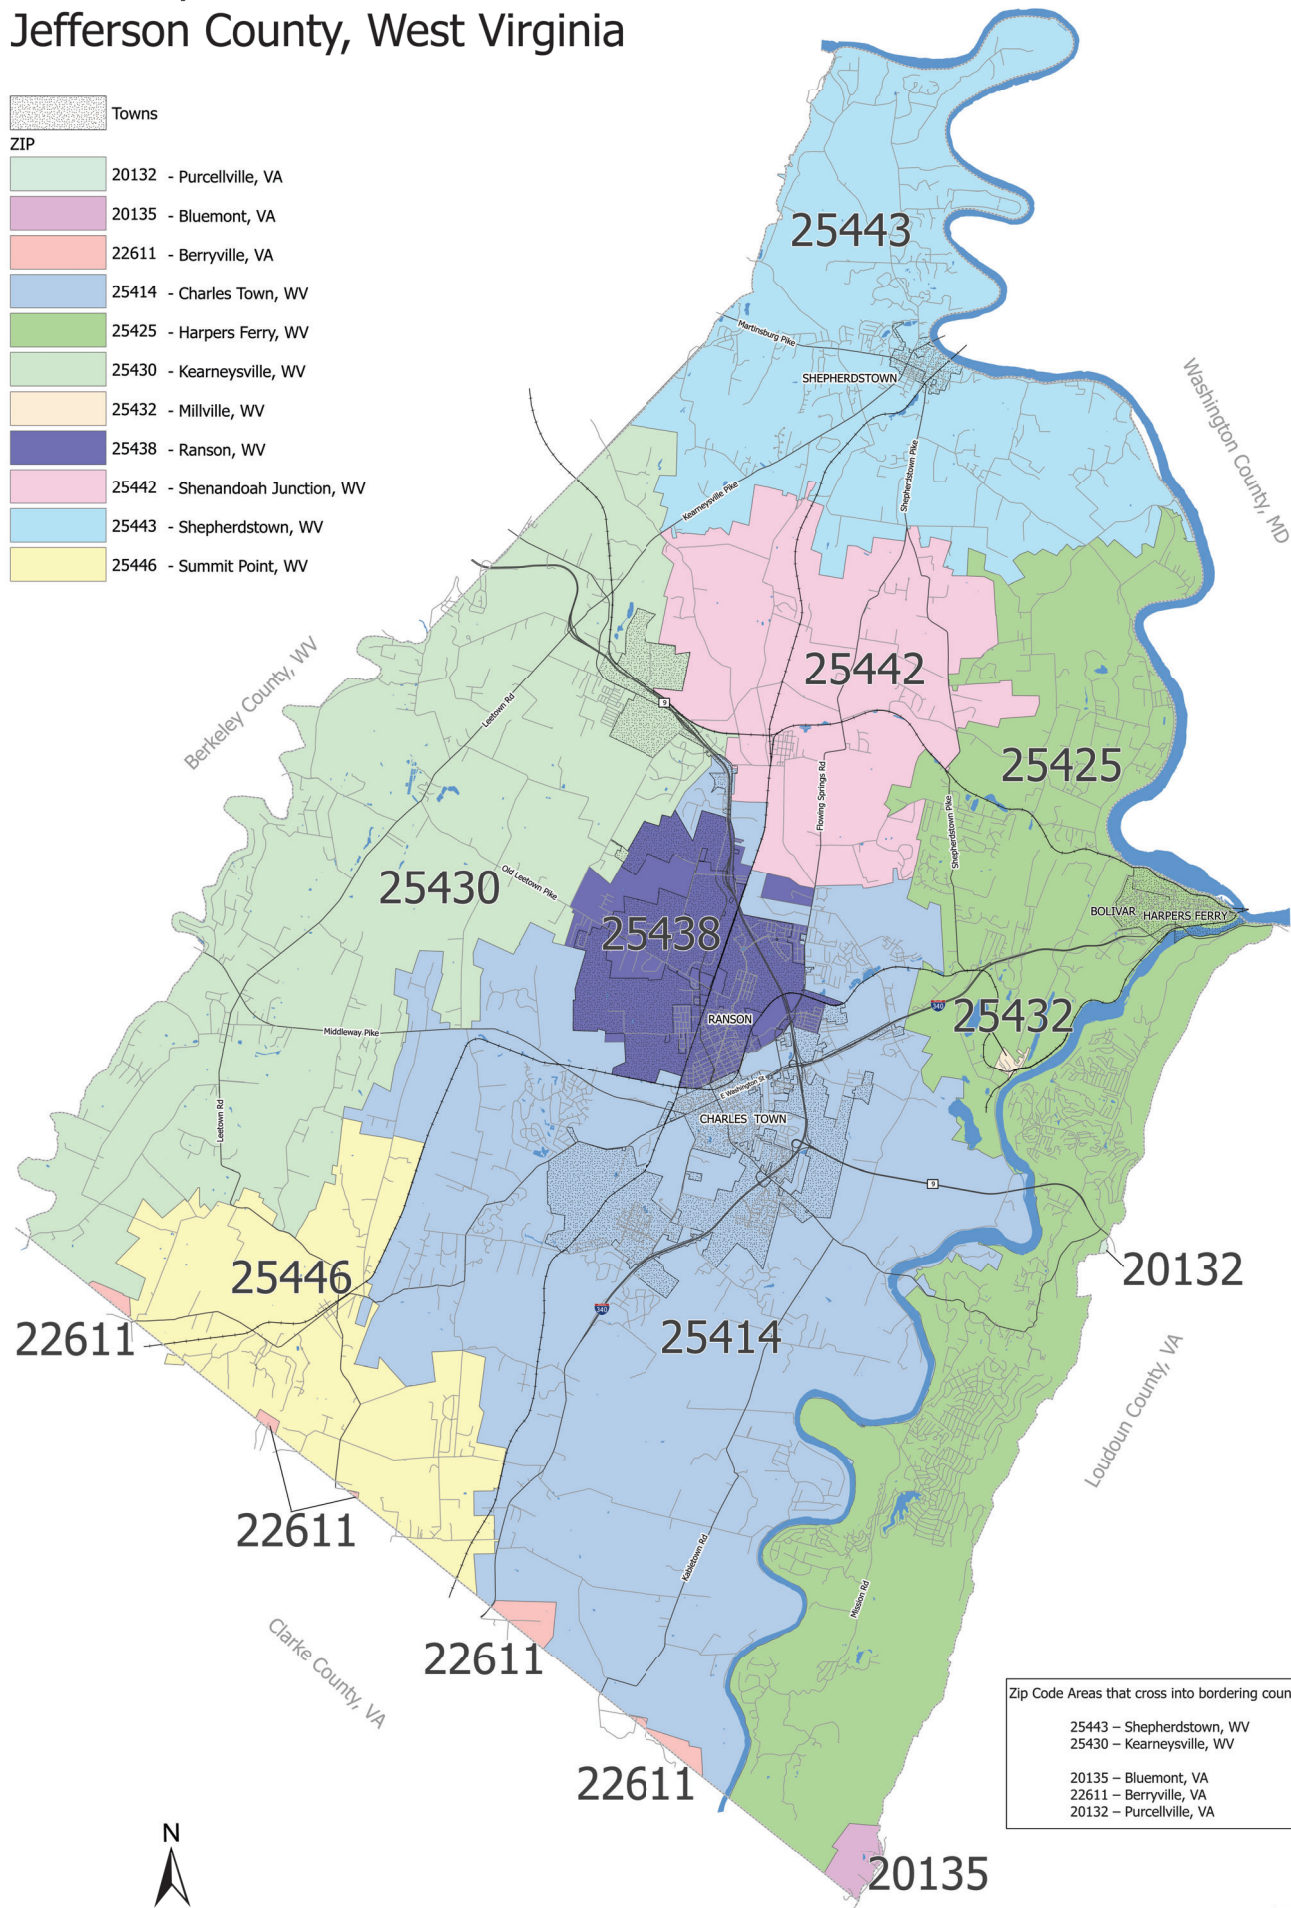 Jefferson County, West Virginia
Towns
ZIP
20132 - Purcellville, VA
20135 - Bluemont, VA
22611 - Berryville, VA
25414 - Charles Town, WV
25425 - Harpers Ferry, WV
25430 - Kearneysville, WV
25432 - Millville, WV
25438 - Ranson, WV
25442 - Shenandoah Junction, WV
25443 - Shepherdstown, WV
25446 - Summit Point, WV
25443
Martinsburg Pike
SHEPHERDSTOWN
Washington County, MD
Shepherdstown Pike
Kearneysville Pike
Berkeley County, WV
25442
Leetown Rd
9
25425
Flowing Springs Rd
Shepherdstown Pike
Old Leetown Pike
25430
25438
BOLIVAR
HARPERS FERRY
340
25432
RANSON
Middleway Pike
E Washington St
Leetown Rd
CHARLES TOWN
9
25446
20132
22611
340
25414
Loudoun County, VA
22611
Kabletown Rd
Mission Rd
Clarke County, VA
22611
22611
Zip Code Areas that cross into bordering coun
25443 – Shepherdstown, WV
25430 – Kearneysville, WV
20135 – Bluemont, VA
22611 – Berryville, VA
20132 – Purcellville, VA
N
20135